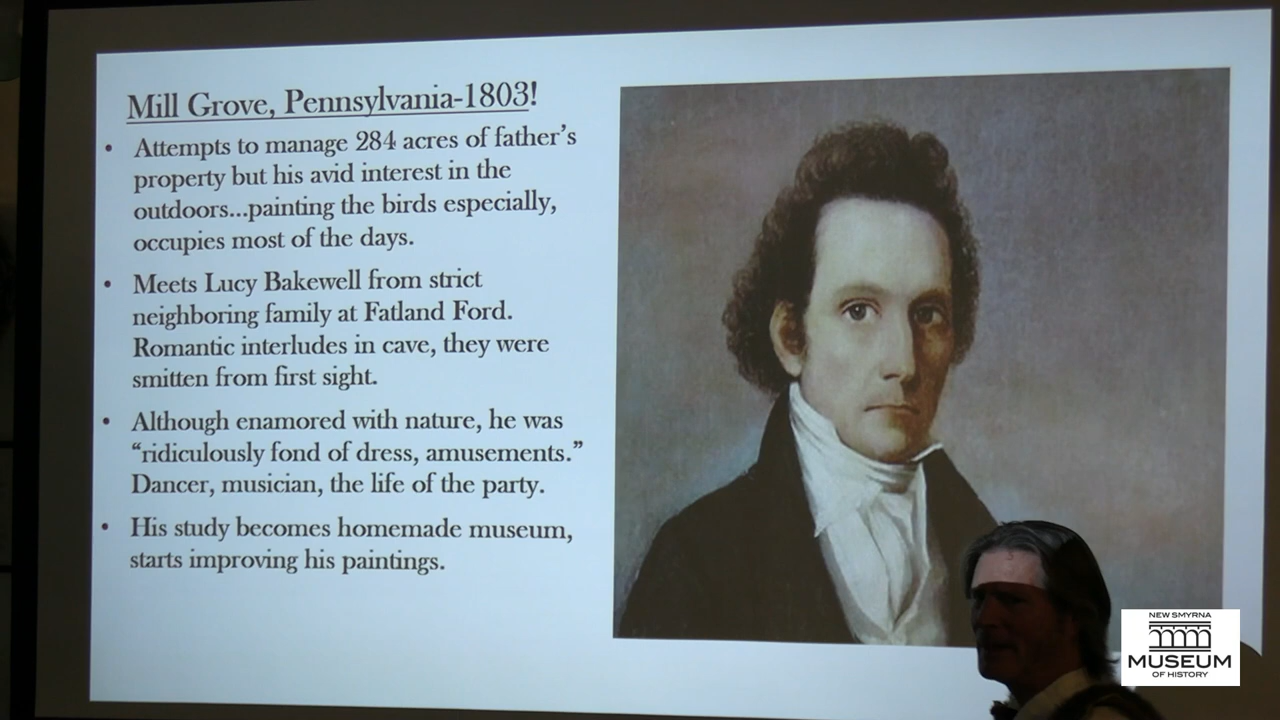 Mill Grove, Pennsylvania-1803!
• Attempts to manage 284 acres of father's
property but his avid interest in the
outdoors...painting the birds especially,
occupies most of the days.
• Meets Lucy Bakewell from strict
neighboring family at Fatland Ford.
Romantic interludes in cave, they were
smitten from first sight.
• Although enamored with nature, he was
“ridiculously fond of dress, amusements.”
Dancer, musician, the life of the party.
• His study becomes homemade museum,
starts improving his paintings.
NEW SMYRNA
MUSEUM
OF HISTORY